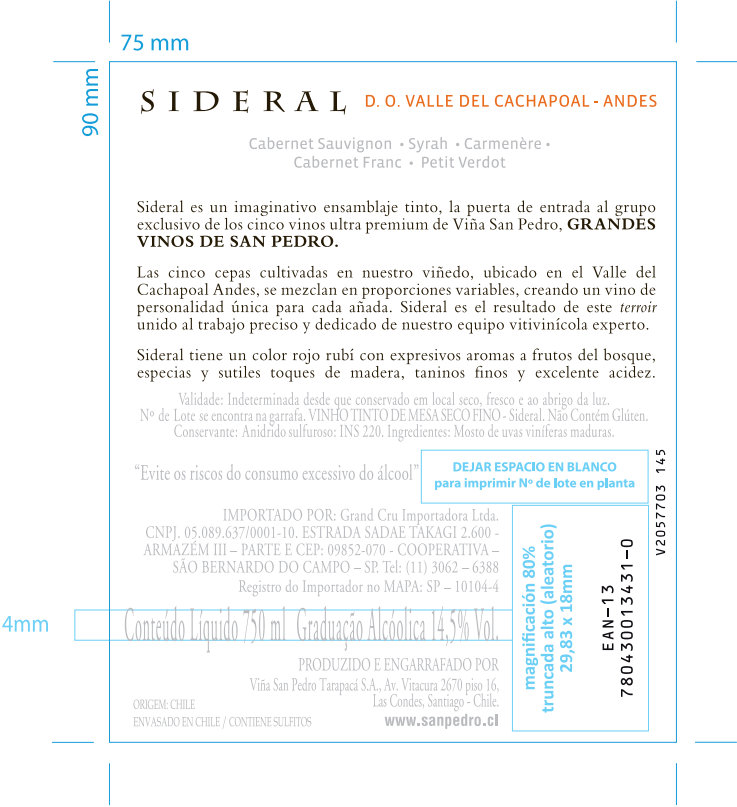 75 mm
90 mm
SIDERAL D. O. VALLE DEL CACHAPOAL - ANDES
Cabernet Sauvignon • Syrah • Carmenère •
Cabernet Franc • Petit Verdot
Sideral es un imaginativo ensamblaje tinto, la puerta de entrada al grupo
exclusivo de los cinco vinos ultra premium de Viña San Pedro, GRANDES
VINOS DE SAN PEDRO.
Las cinco cepas cultivadas en nuestro viñedo, ubicado en el Valle del
Cachapoal Andes, se mezclan en proporciones variables, creando un vino de
personalidad única para cada añada. Sideral es el resultado de este terroir
unido al trabajo preciso y dedicado de nuestro equipo vitivinícola experto.
Sideral tiene un color rojo rubí con expresivos aromas a frutos del bosque,
especias y sutiles toques de madera, taninos finos y excelente acidez.
Validade: Indeterminada desde que conservado em local seco, fresco e ao abrigo da luz.
Nº de Lote se encontra na garrafa. VINHO TINTO DE MESA SECO FINO - Sideral. Não Contém Glúten.
Conservante: Anidrido sulfuroso: INS 220. Ingredientes: Mosto de uvas viníferas maduras.
"Evite os riscos do consumo excessivo do álcool"
DEJAR ESPACIO EN BLANCO
para imprimir Nº de lote en planta
V2057703 145
IMPORTADO POR: Grand Cru Importadora Ltda.
CNPJ. 05.089.637/0001-10. ESTRADA SADAE TAKAGI 2.600 -
ARMAZÉM III – PARTE E CEP: 09852-070 - COOPERATIVA –
SÃO BERNARDO DO CAMPO – SP. Tel: (11) 3062 – 6388
Registro do Importador no MAPA: SP – 10104-4
4mm
Conteúdo Líquido 750 ml Graduação Alcóolica 14,5% Vol.
PRODUZIDO E ENGARRAFADO POR
Viña San Pedro Tarapacá S.A., Av. Vitacura 2670 piso 16,
Las Condes, Santiago - Chile.
www.sanpedro.cl
ORIGEM: CHILE
ENVASADO EN CHILE / CONTIENE SULFITOS
magnificación 80%
truncada alto (aleatorio)
29,83 x 18mm
EAN-13
7804300013431-0